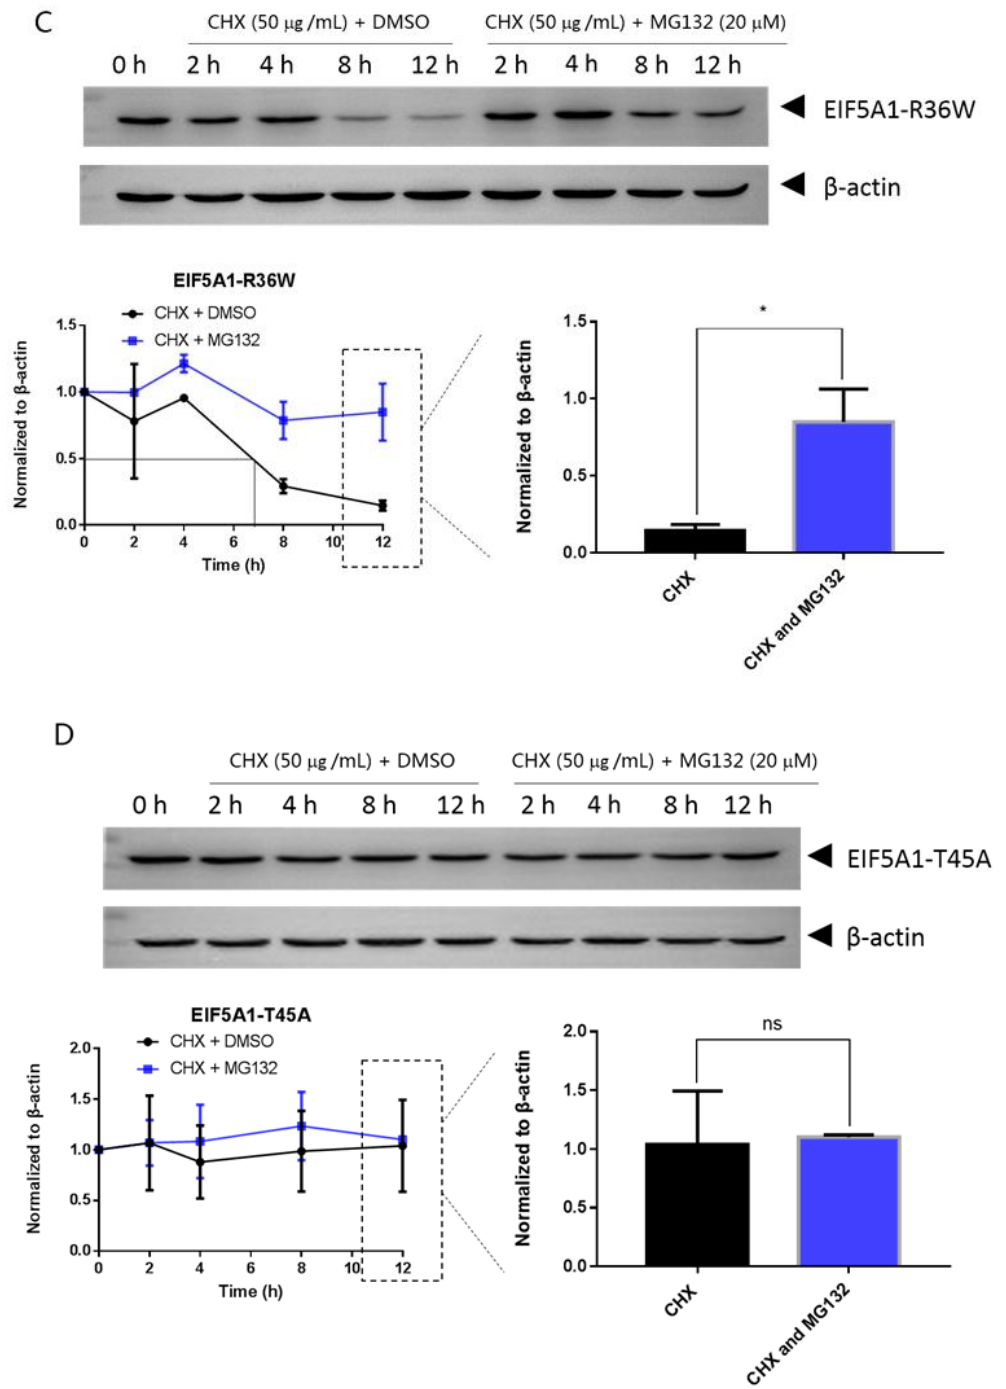 C
CHX (50 µg /mL) + DMSO
CHX (50 µg /mL) + MG132 (20 µM)
0 h 2 h 4 h 8 h 12 h 2 h 4 h 8 h 12 h
EIF5A1-R36W
β-actin
EIF5A1-R36W
CHX + DMSO
CHX + MG132
Normalized to β-actin
1.5
1.0
0.5
0.0
0 2 4 6 8 10 12
Time (h)
*
Normalized to β-actin
1.5
1.0
0.5
0.0
CHX
CHX and MG132
D
CHX (50 µg /mL) + DMSO
CHX (50 µg /mL) + MG132 (20 µM)
0 h 2 h 4 h 8 h 12 h 2 h 4 h 8 h 12 h
EIF5A1-T45A
β-actin
EIF5A1-T45A
CHX + DMSO
CHX + MG132
Normalized to β-actin
2.0
1.5
1.0
0.5
0.0
0 2 4 6 8 10 12
Time (h)
ns
Normalized to β-actin
2.0
1.5
1.0
0.5
0.0
CHX
CHX and MG132